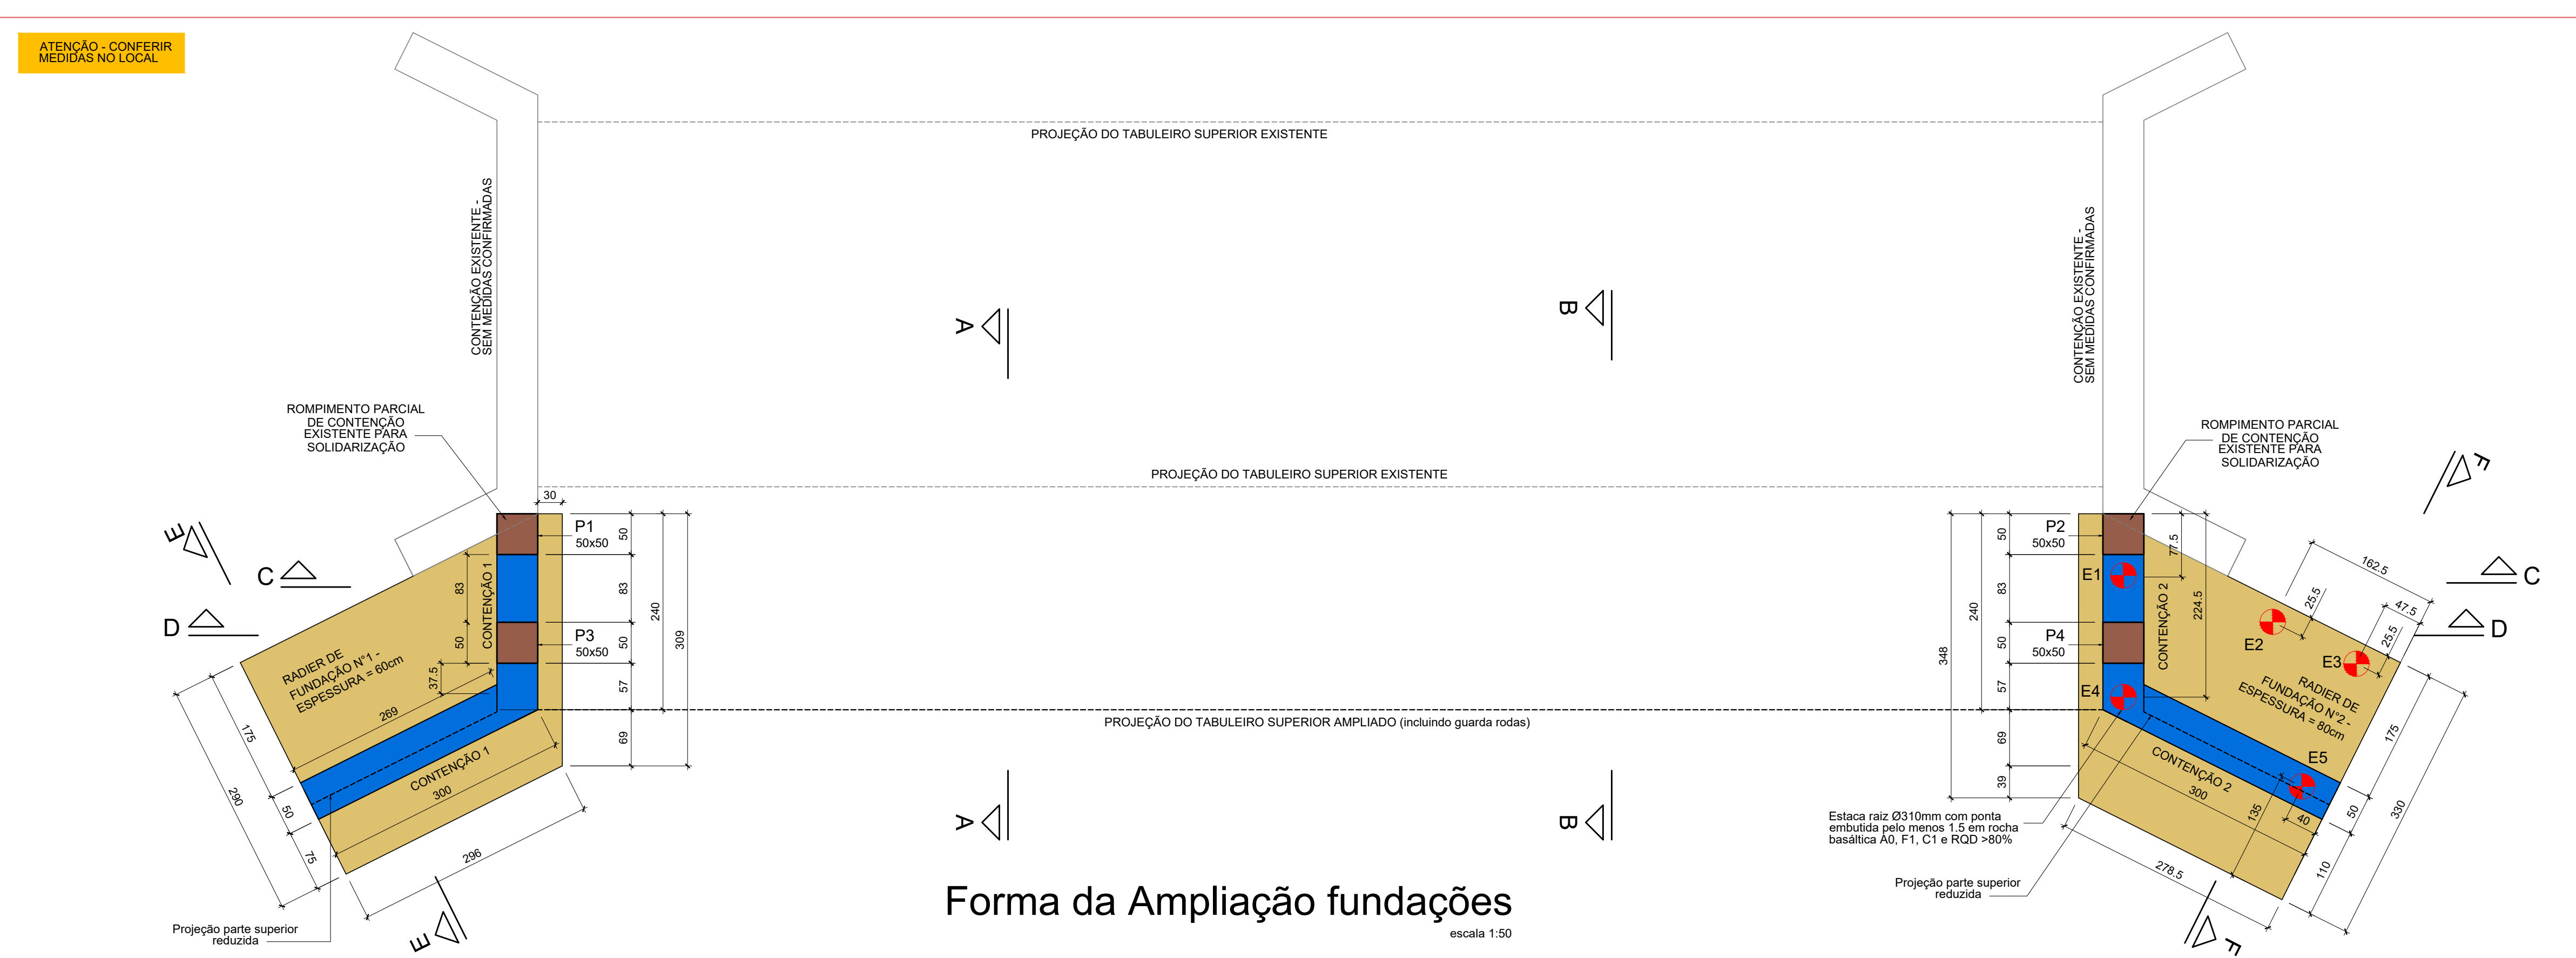 ATENÇÃO - CONFERIR
MEDIDAS NO LOCAL
PROJEÇÃO DO TABULEIRO SUPERIOR EXISTENTE
CONTENÇÃO EXISTENTE -
SEM MEDIDAS CONFIRMADAS
CONTENÇÃO EXISTENTE -
SEM MEDIDAS CONFIRMADAS
A
B
ROMPIMENTO PARCIAL
DE CONTENÇÃO
EXISTENTE PARA
SOLIDARIZAÇÃO
ROMPIMENTO PARCIAL
DE CONTENÇÃO
EXISTENTE PARA
SOLIDARIZAÇÃO
PROJEÇÃO DO TABULEIRO SUPERIOR EXISTENTE
E
C
D
30
P1
50x50
P3
50x50
50
83
50
57
69
240
309
83
50
37.5
CONTENÇÃO 1
RADIER DE
FUNDAÇÃO N°1 -
ESPESSURA = 60cm
269
CONTENÇÃO 1
300
175
50
75
290
296
E
Projeção parte superior
reduzida
PROJEÇÃO DO TABULEIRO SUPERIOR AMPLIADO (incluindo guarda rodas)
A
B
F
C
D
P2
50x50
P4
50x50
50
83
50
57
69
39
240
348
77.5
224.5
CONTENÇÃO 2
E1
E2
E3
E4
E5
162.5
47.5
25.5
25.5
RADIER DE
FUNDAÇÃO N°2 -
ESPESSURA = 80cm
CONTENÇÃO 2
300
135
40
175
50
110
330
278.5
F
Estaca raiz Ø310mm com ponta
embutida pelo menos 1.5 em rocha
basáltica A0, F1, C1 e RQD >80%
Projeção parte superior
reduzida
Forma da Ampliação fundações
escala 1:50